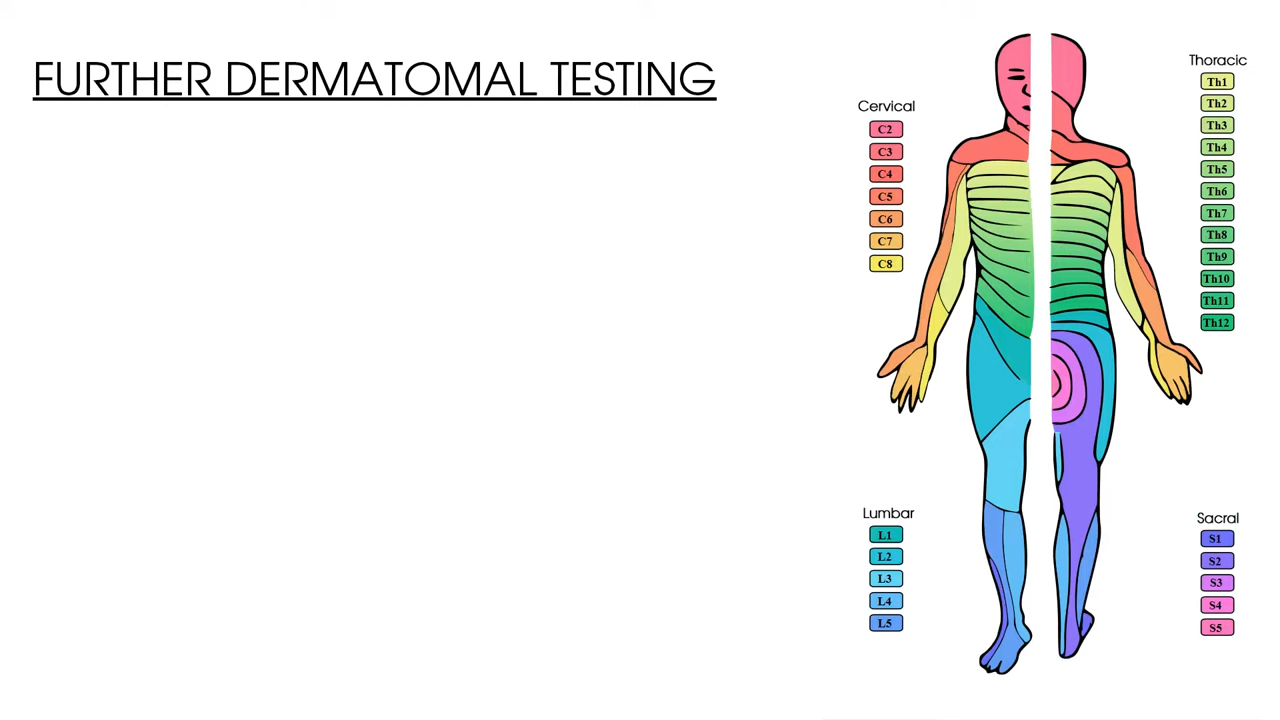 FURTHER DERMATOMAL TESTING
Cervical
C2
C3
C4
C5
C6
C7
C8
Thoracic
Th1
Th2
Th3
Th4
Th5
Th6
Th7
Th8
Th9
Th10
Th11
Th12
Lumbar
L1
L2
L3
L4
L5
Sacral
S1
S2
S3
S4
S5